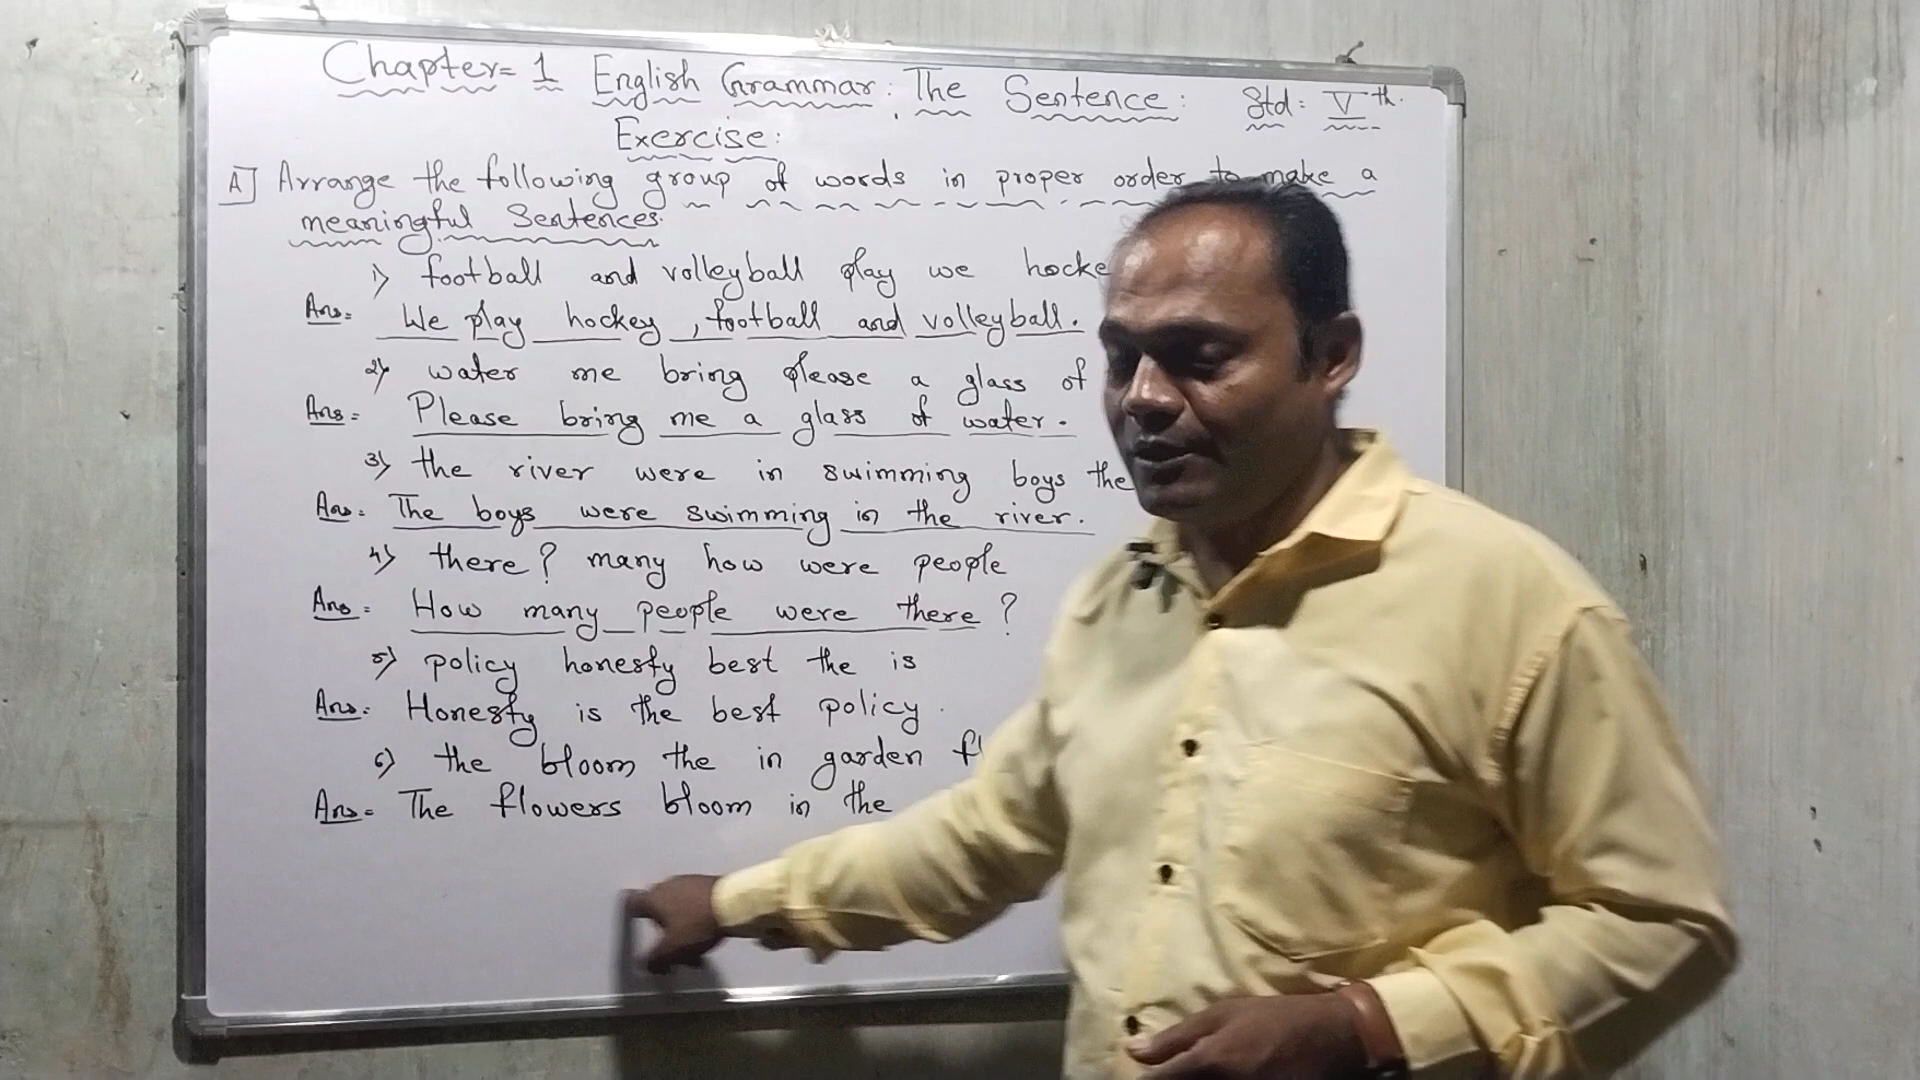 Chapter= 1 English Grammar: The Sentence: Std: Vth.
Exercise:
A] Arrange the following group of words in proper order to make a
meaningful Sentences.
1) football and volleyball play we
Ans= We play hockey, football and volleyball.
2) water me bring please a glass of
Ans= Please bring me a glass of water.
3) the river were in swimming boys the
Ans= The boys were swimming in the river.
4) there? many how were people
Ans= How many people were there?
5) policy honesty best the is
Ans= Honesty is the best policy.
6) the bloom the in garden
Ans= The flowers bloom in the